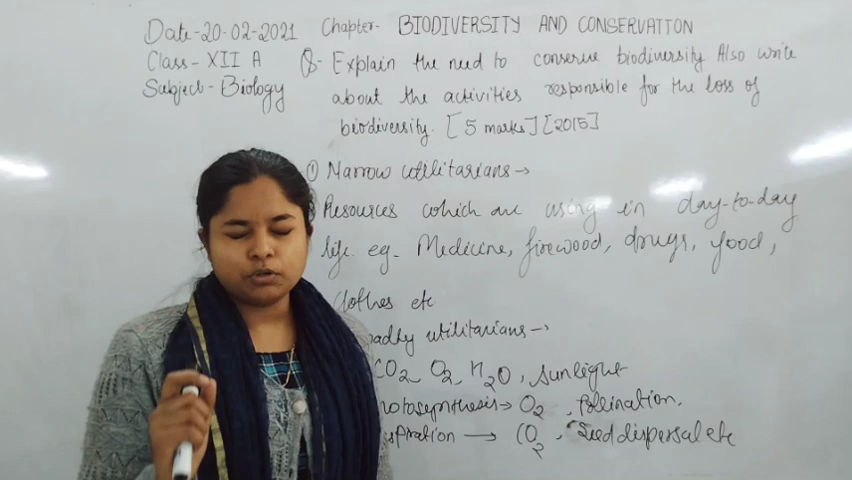 Date-20-02-2021 Chapter- BIODIVERSITY AND CONSERVATION
Class- XII A Q- Explain the need to conserve biodiversity Also write
Subject- Biology about the activities responsible for the loss of
biodiversity. [5 marks] [2015]
① Narrow utilitarians →
Resources which are using in day-to-day
life. eg- Medicine, firewood, drugs, food,
clothes etc
adly utilitarians →
CO2, O2, H2O, sunlight
otosynthesis → O2, Pollination,
spiration → CO2, Seed dispersal etc